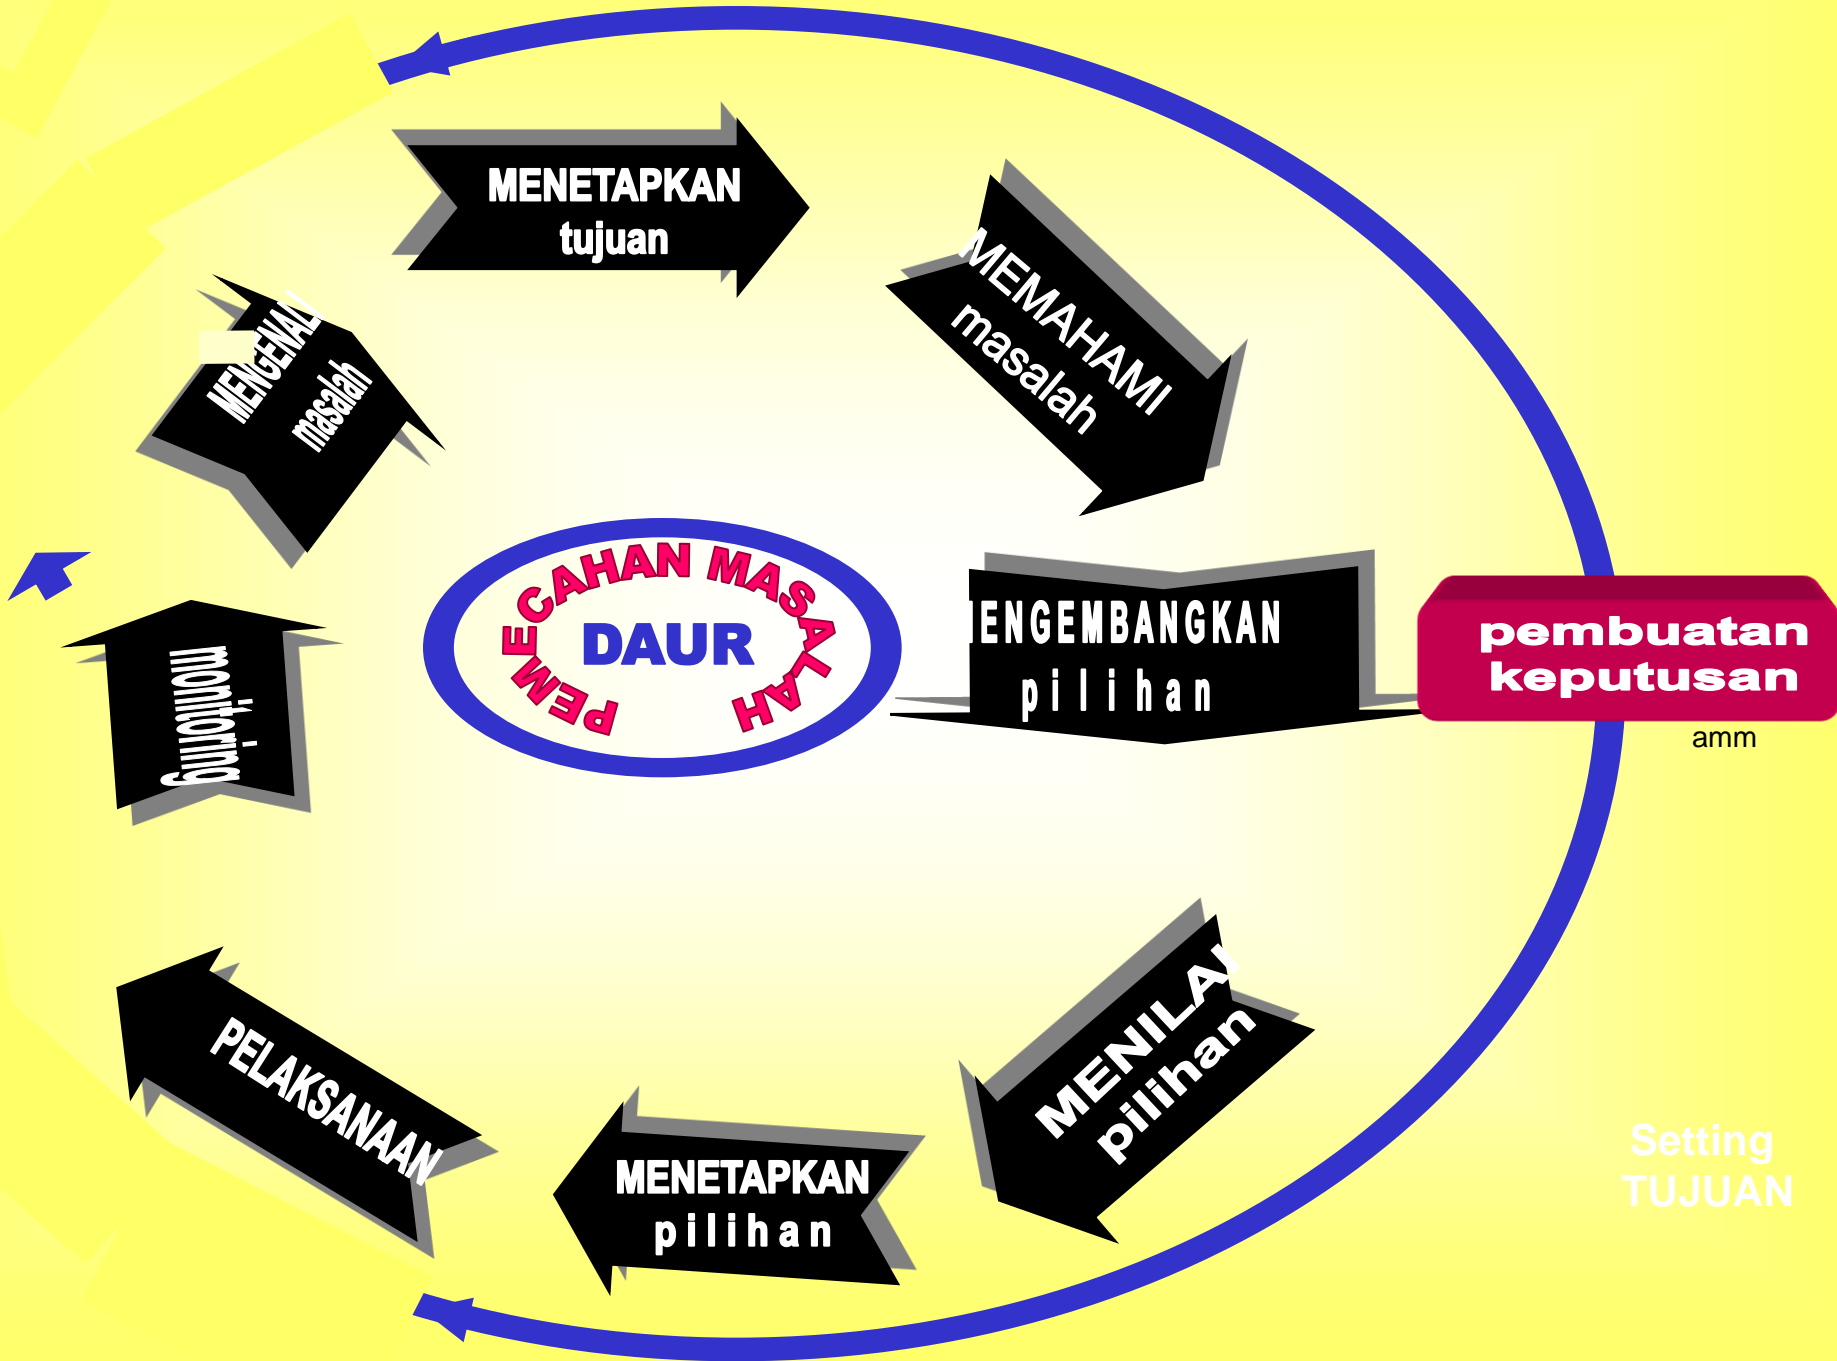 MENETAPKAN
tujuan
MEMAHAMI
masalah
MENGENALI
masalah
PEMECAHAN MASALAH
DAUR
MENGEMBANGKAN
pilihan
pembuatan
keputusan
amm
monitoring
MENILAI
pilihan
PELAKSANAAN
MENETAPKAN
pilihan
Setting
TUJUAN